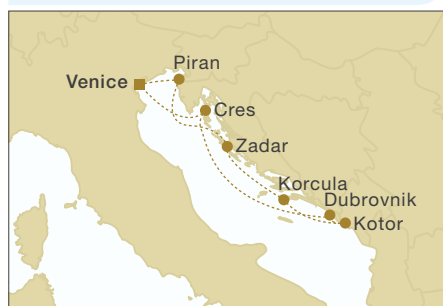 Piran
Venice
Cres
Zadar
Korcula
Dubrovnik
Kotor